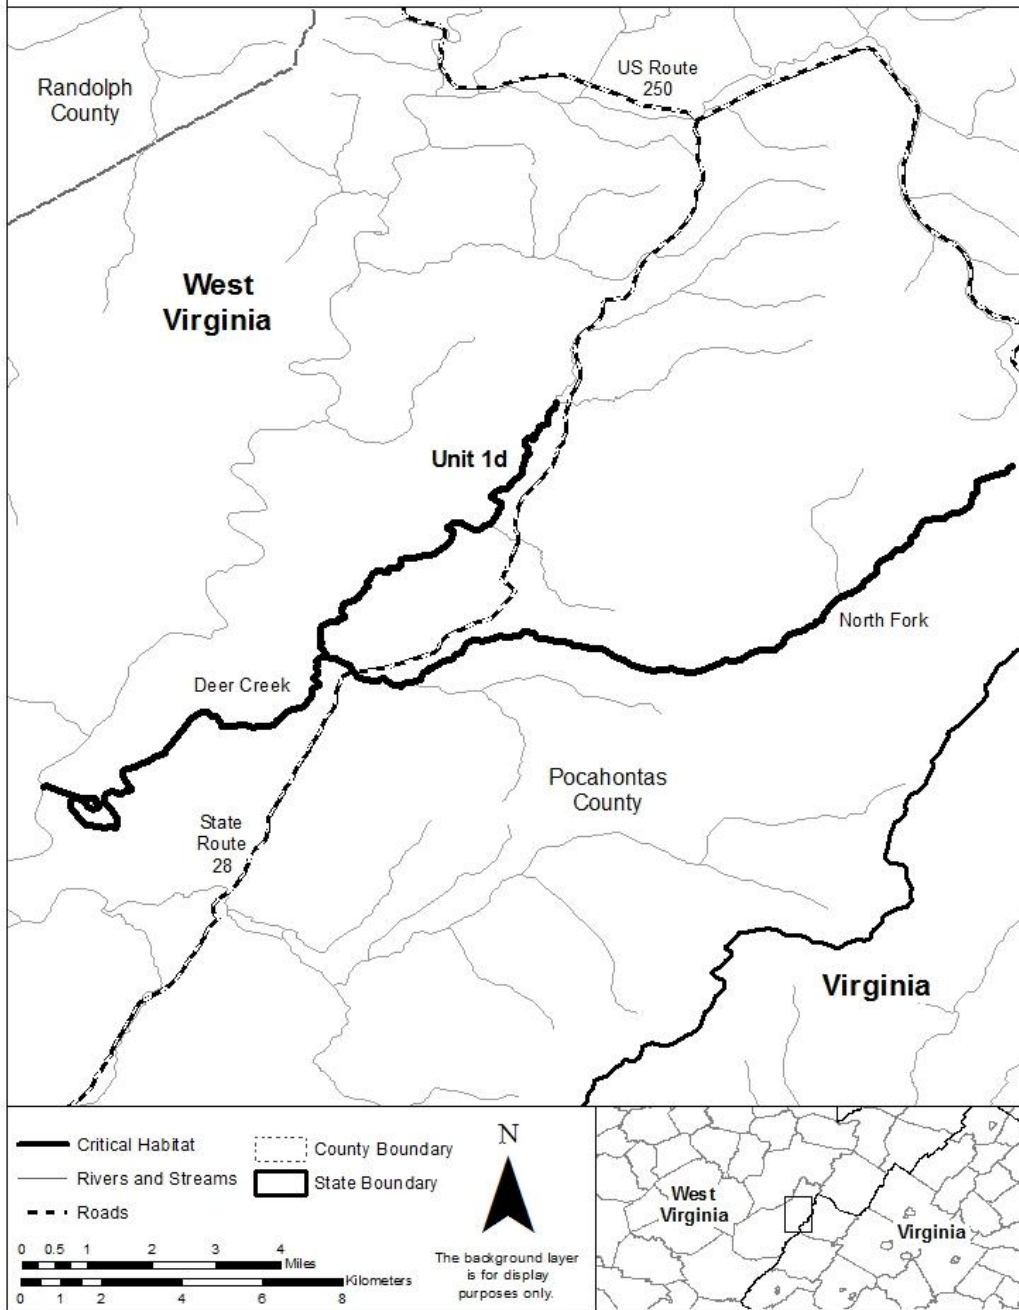 US Route
250
Randolph
County
West
Virginia
Unit 1d
North Fork
Deer Creek
Pocahontas
County
State
Route
28
Virginia
Critical Habitat
Rivers and Streams
Roads
County Boundary
State Boundary
N
The background layer
is for display
purposes only.
0 0.5 1 2 3 4
Miles
Kilometers
0 1 2 4 6 8
West
Virginia
Virginia